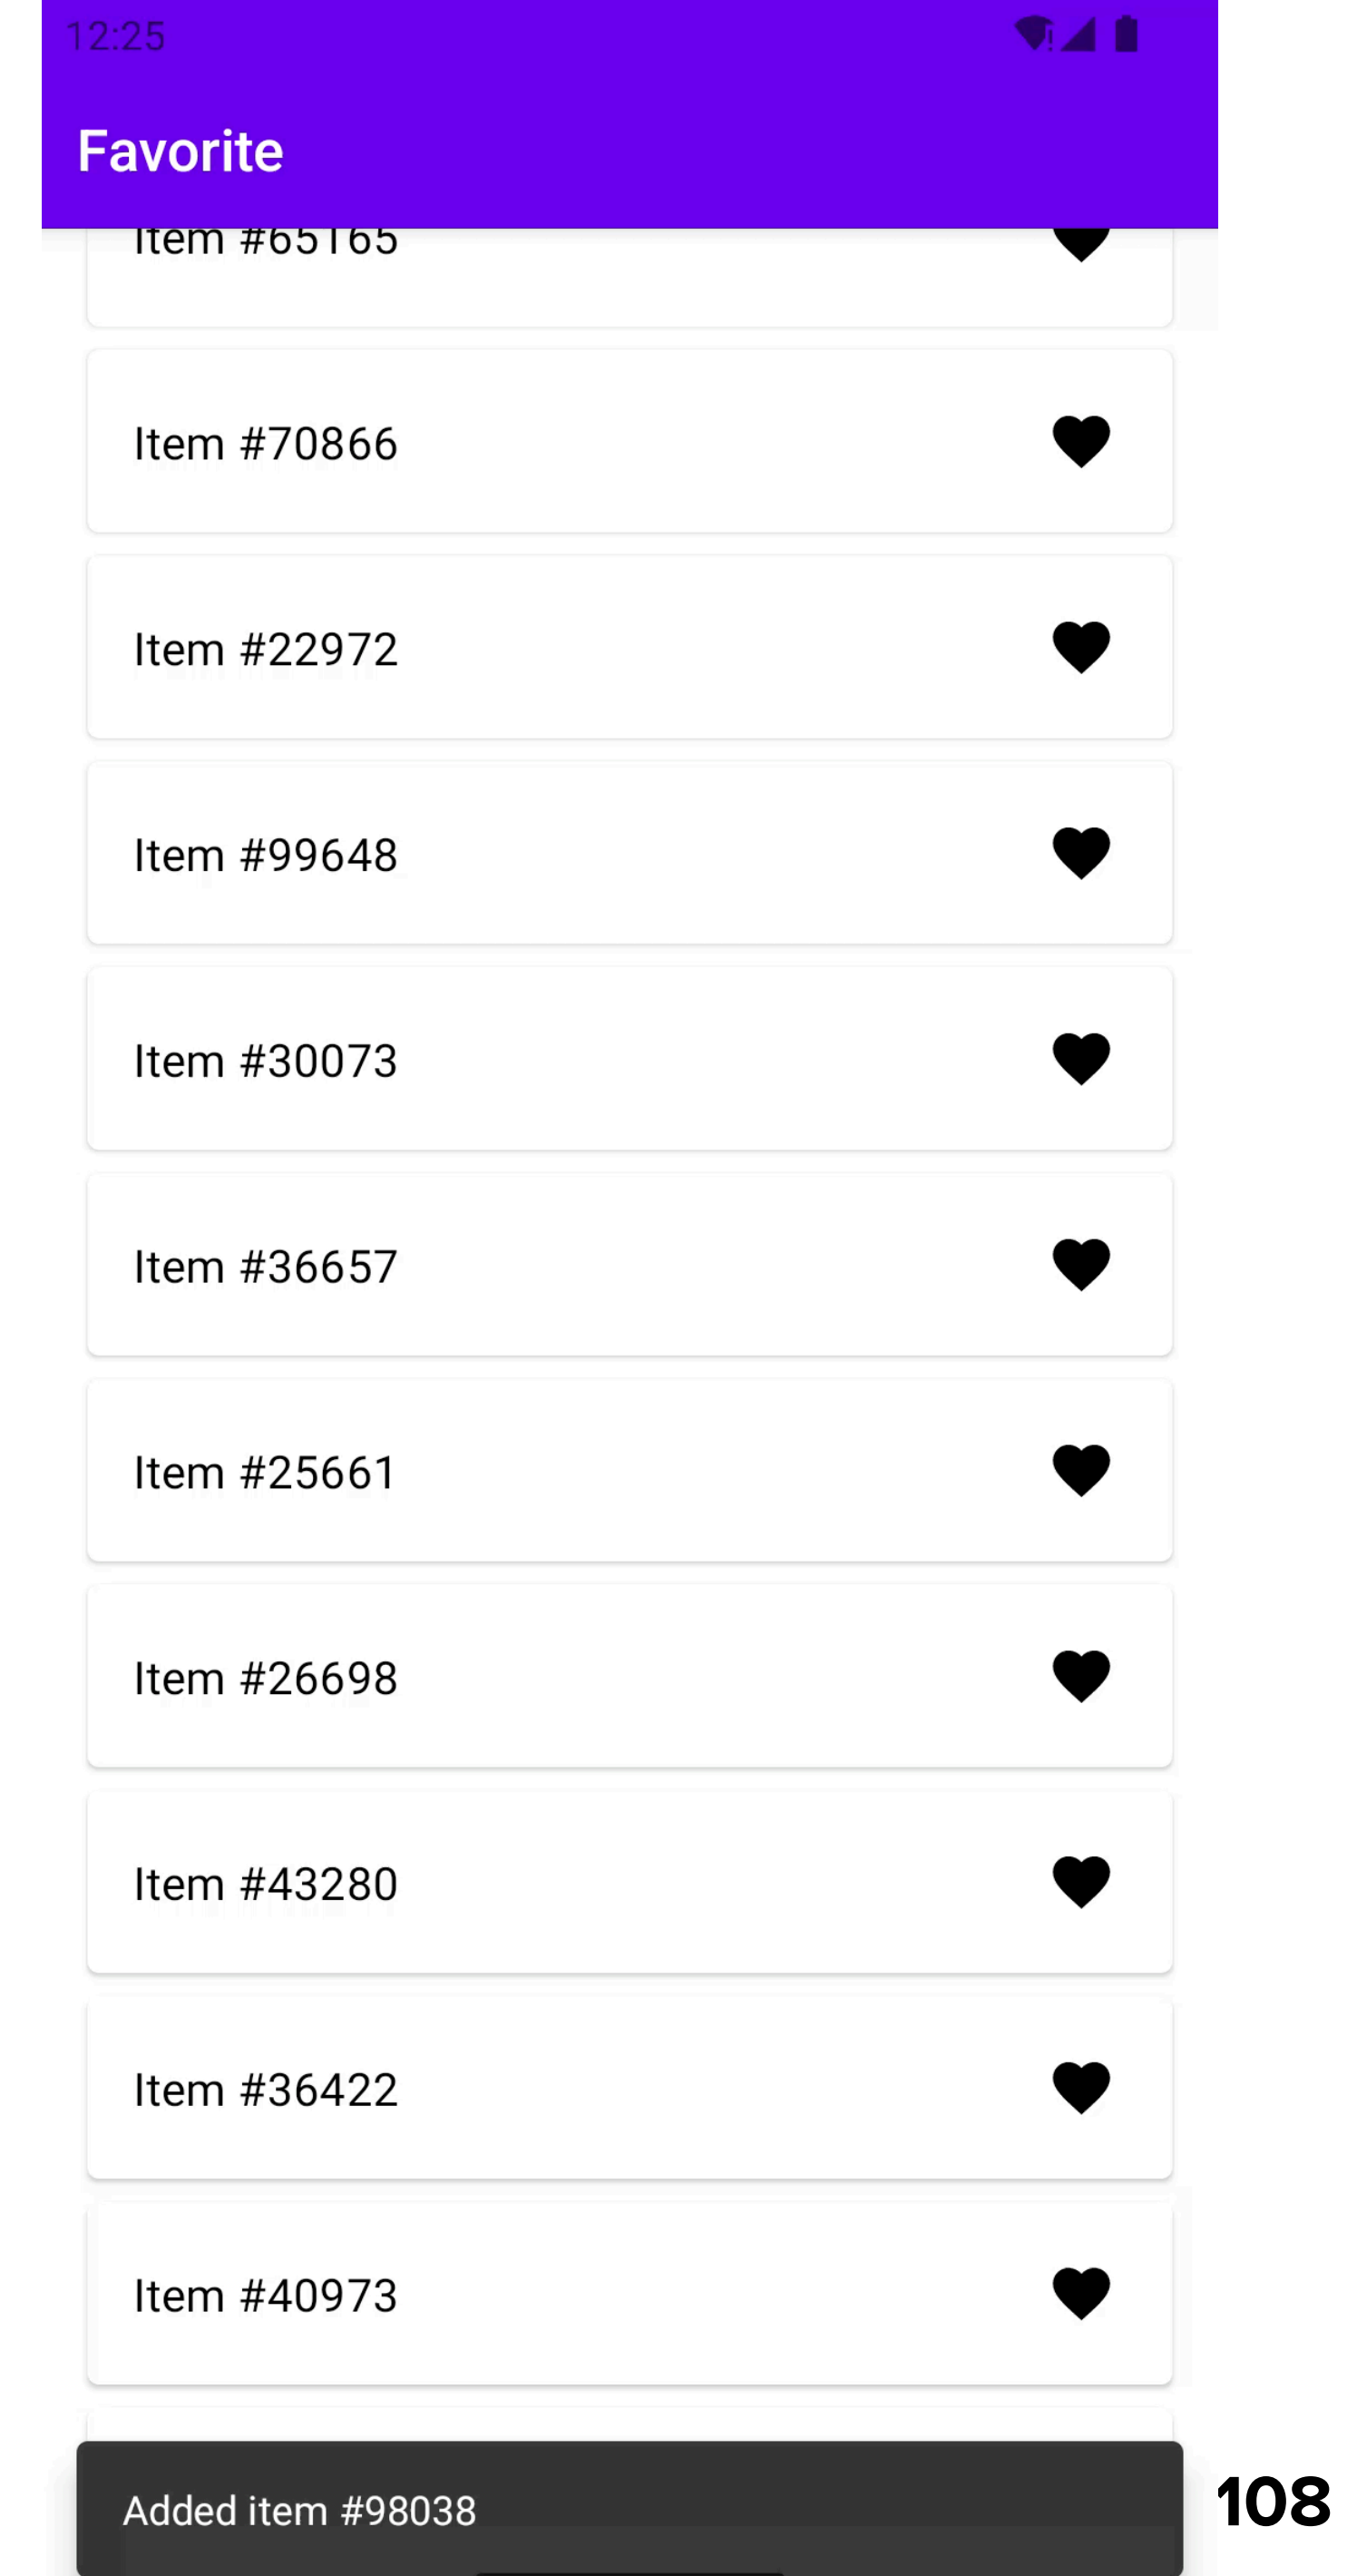 12:25
Favorite
Item #65165
Item #70866
Item #22972
Item #99648
Item #30073
Item #36657
Item #25661
Item #26698
Item #43280
Item #36422
Item #40973
Added item #98038
108